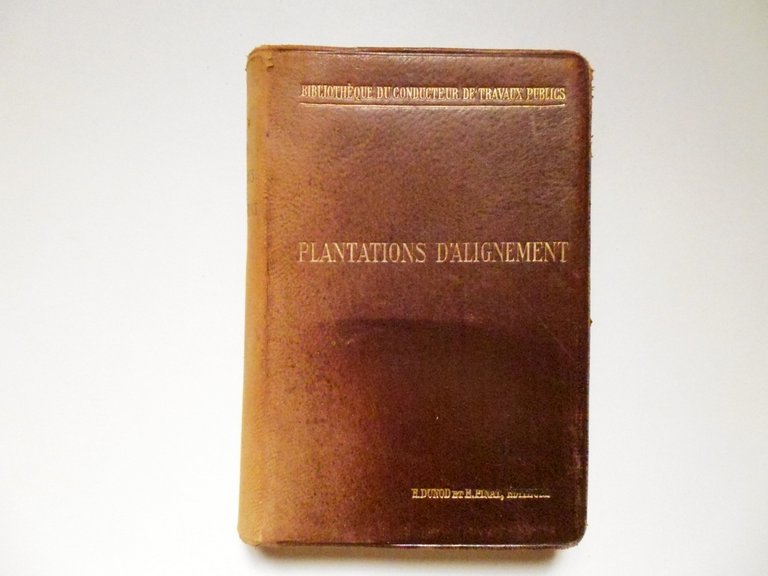 BIBLIOTHÈQUE DU CONDUCTEUR DE TRAVAUX PUBLICS
PLANTATIONS D'ALIGNEMENT
H. DUNOD ET E. PINAT,